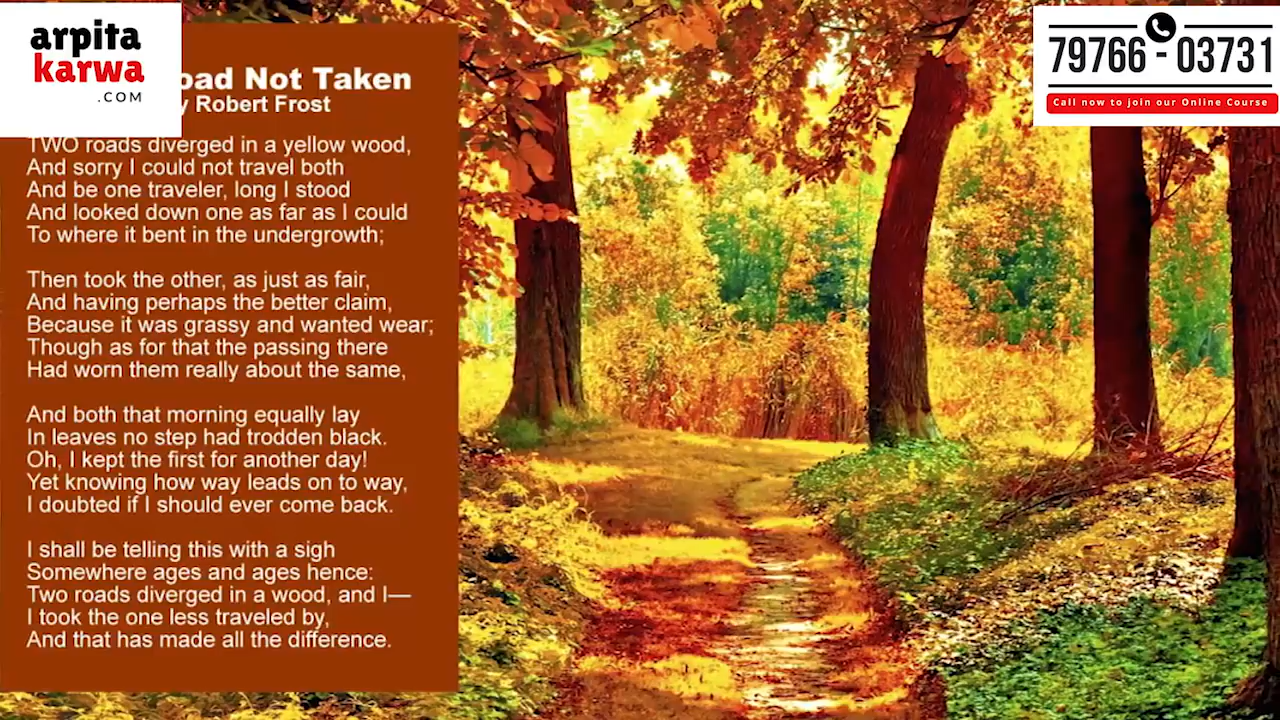 arpita
karwa
.COM
79766 - 03731
Call now to join our Online Course
Not Taken
Robert Frost
TWO roads diverged in a yellow wood,
And sorry I could not travel both
And be one traveler, long I stood
And looked down one as far as I could
To where it bent in the undergrowth;
Then took the other, as just as fair,
And having perhaps the better claim,
Because it was grassy and wanted wear;
Though as for that the passing there
Had worn them really about the same,
And both that morning equally lay
In leaves no step had trodden black.
Oh, I kept the first for another day!
Yet knowing how way leads on to way,
I doubted if I should ever come back.
I shall be telling this with a sigh
Somewhere ages and ages hence:
Two roads diverged in a wood, and I—
I took the one less traveled by,
And that has made all the difference.